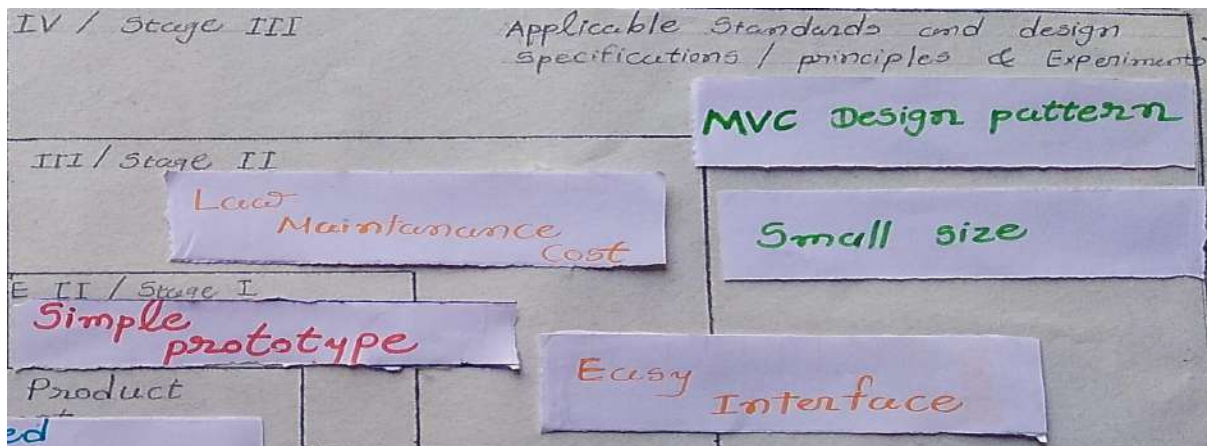 IV / Stage III
Applicable Standards and design
specifications / principles & Experiments
MVC Design pattern
III / Stage II
Low
Maintanance
Cost
Small size
E II / Stage I
Simple
prototype
Easy
Interface
Product
ed